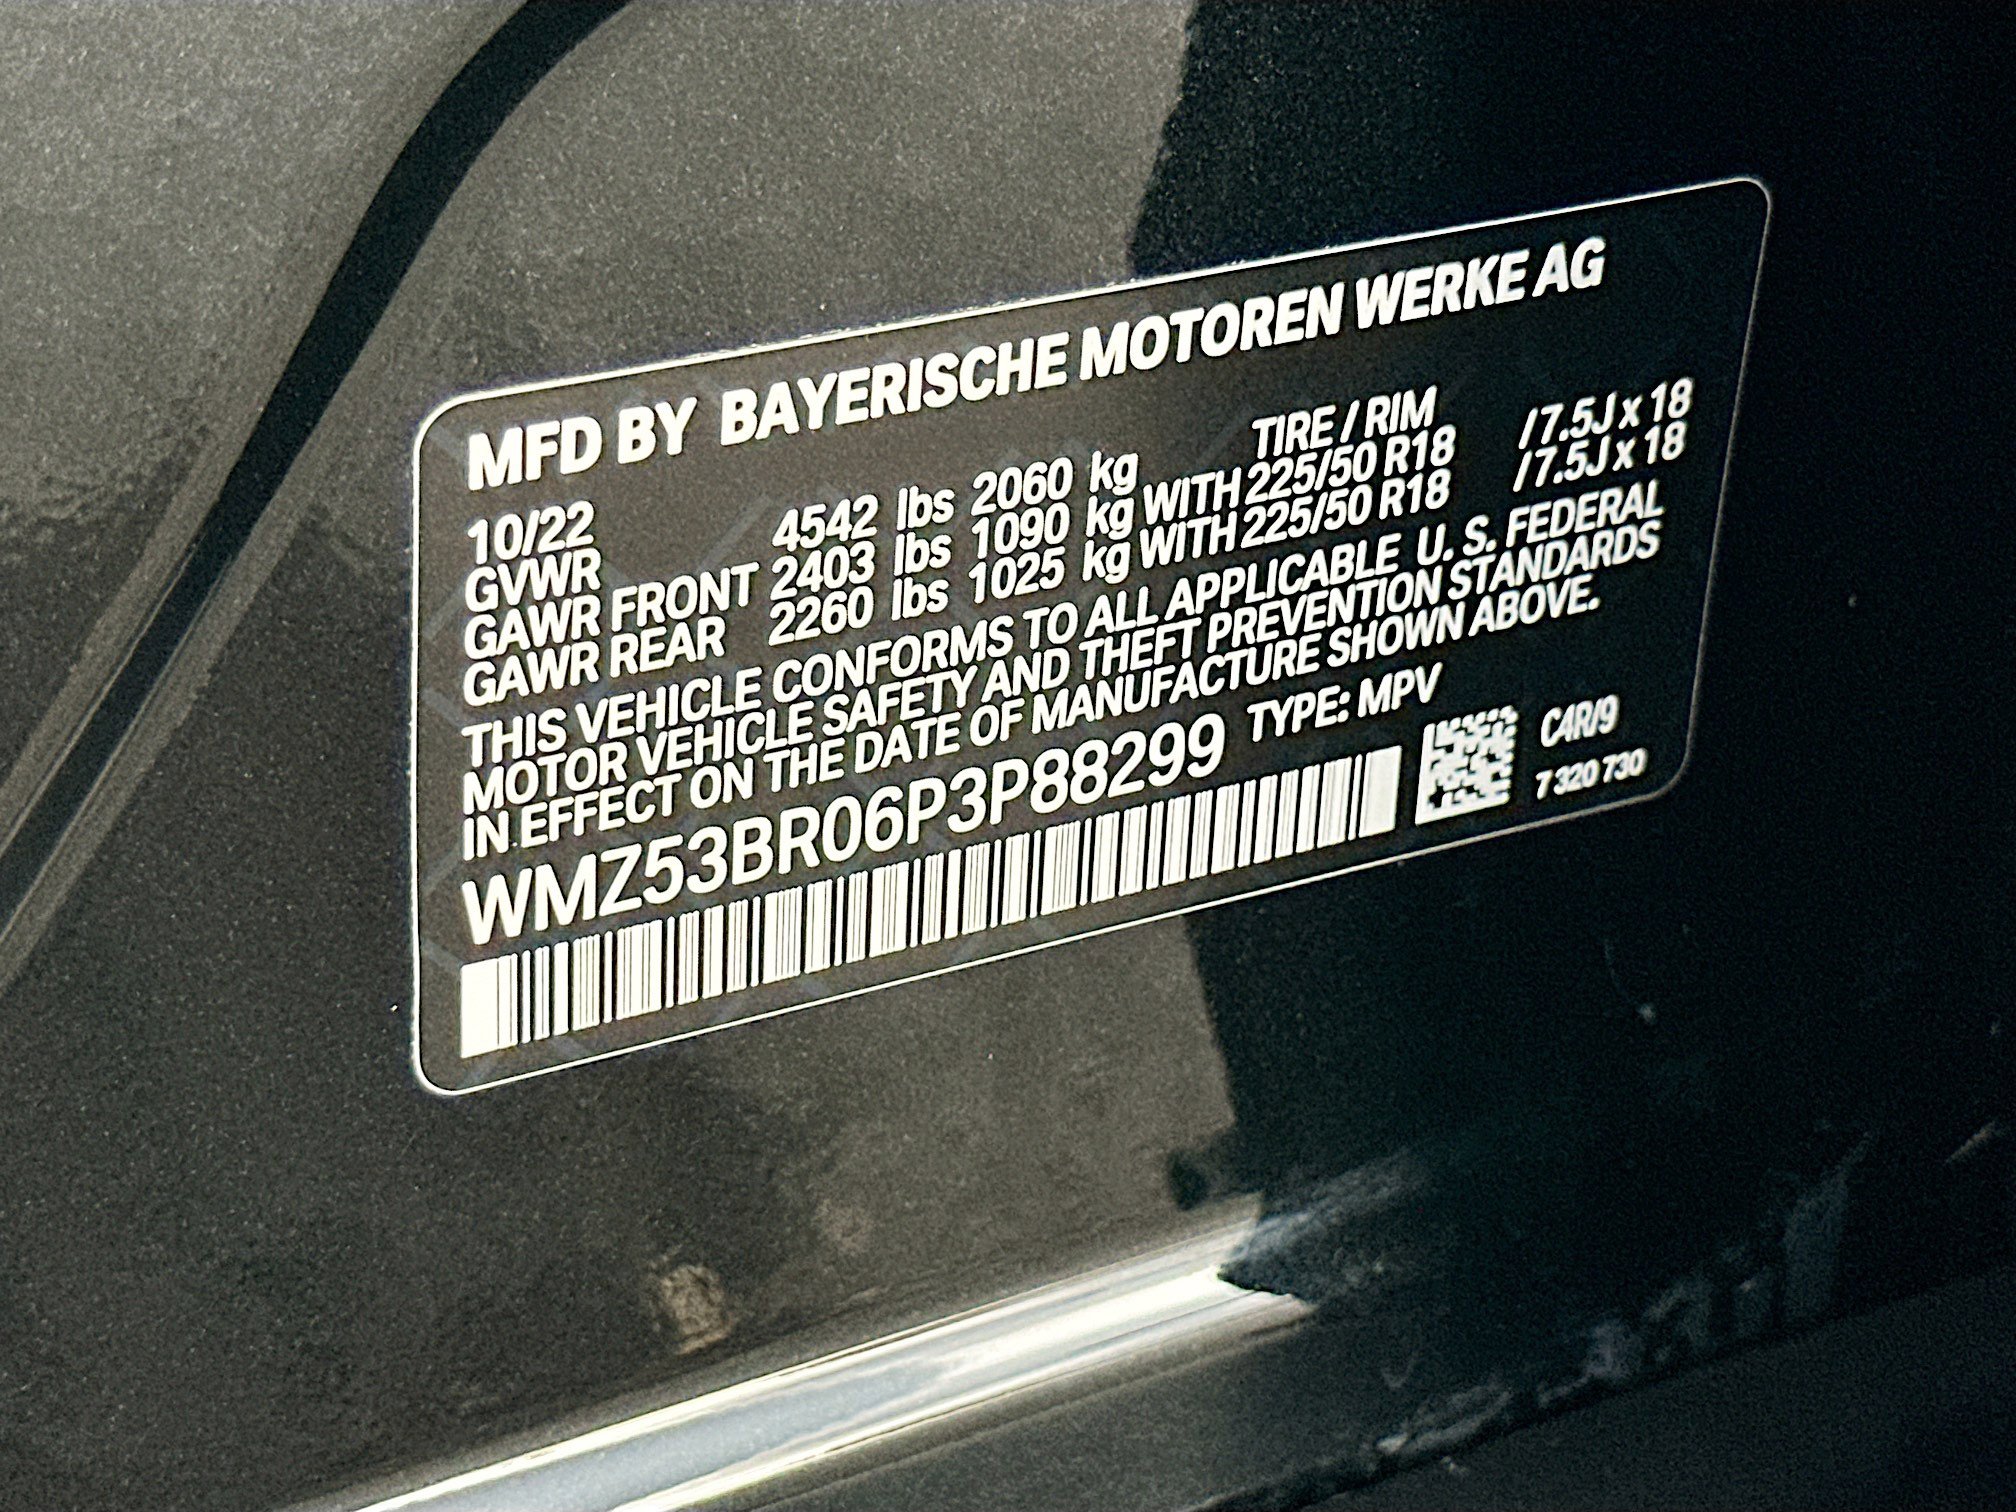 MFD BY BAYERISCHE MOTOREN WERKE AG
10/22 TIRE / RIM
GVWR 4542 lbs 2060 kg
GAWR FRONT 2403 lbs 1090 kg WITH 225/50 R18 / 7.5J x 18
GAWR REAR 2260 lbs 1025 kg WITH 225/50 R18 / 7.5J x 18
THIS VEHICLE CONFORMS TO ALL APPLICABLE U. S. FEDERAL
MOTOR VEHICLE SAFETY AND THEFT PREVENTION STANDARDS
IN EFFECT ON THE DATE OF MANUFACTURE SHOWN ABOVE.
WMZ53BR06P3P88299 TYPE: MPV
C4R/9
7 320 730